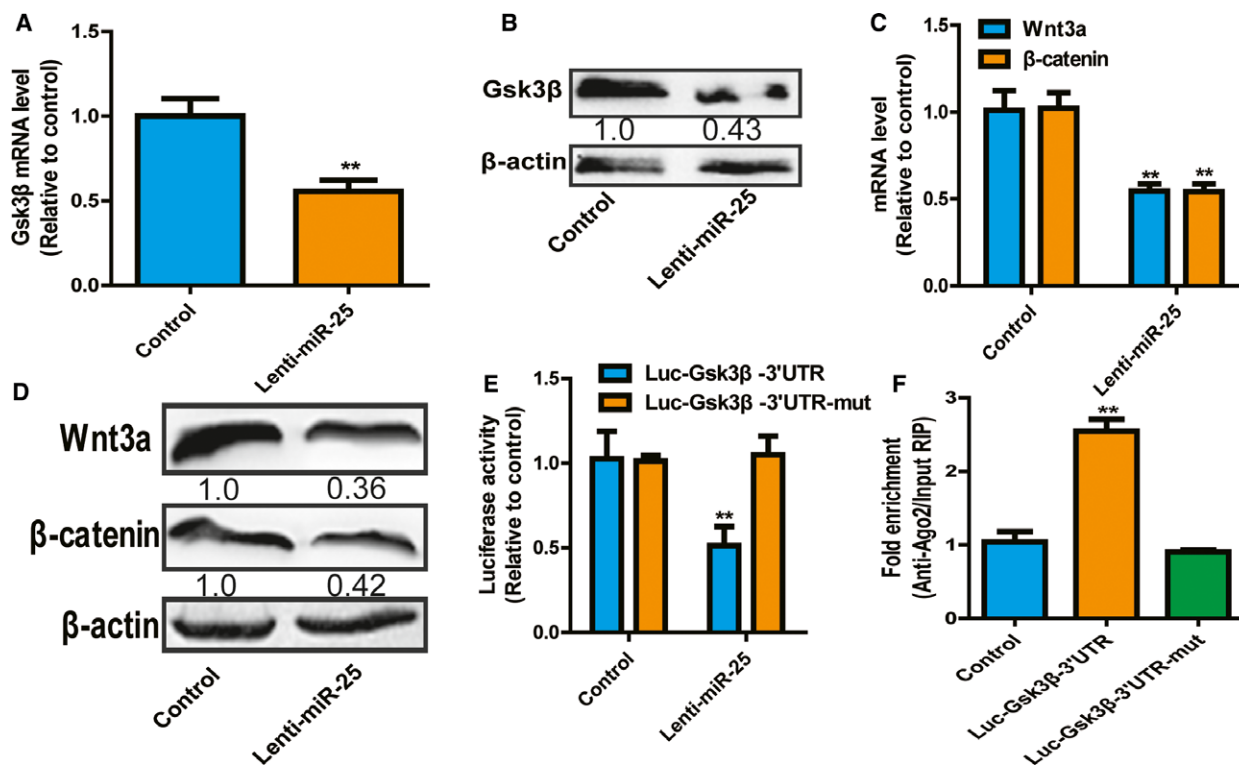 A
Gsk3β mRNA level
(Relative to control)
1.5
1.0
0.5
0.0
**
Control
Lenti-miR-25
B
Gsk3β
1.0 0.43
β-actin
Control
Lenti-miR-25
C
mRNA level
(Relative to control)
1.5
1.0
0.5
0.0
Wnt3a
β-catenin
** **
Control
Lenti-miR-25
D
Wnt3a
1.0 0.36
β-catenin
1.0 0.42
β-actin
Control
Lenti-miR-25
E
Luciferase activity
(Relative to control)
1.5
1.0
0.5
0.0
Luc-Gsk3β -3'UTR
Luc-Gsk3β -3'UTR-mut
**
Control
Lenti-miR-25
F
Fold enrichment
(Anti-Ago2/Input RIP)
3
2
1
0
**
Control
Luc-Gsk3β-3'UTR
Luc-Gsk3β-3'UTR-mut